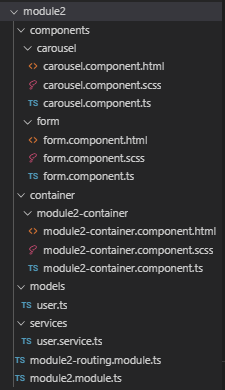 module2
components
carousel
<> carousel.component.html
carousel.component.scss
TS carousel.component.ts
form
<> form.component.html
form.component.scss
TS form.component.ts
container
module2-container
<> module2-container.component.html
module2-container.component.scss
TS module2-container.component.ts
models
TS user.ts
services
TS user.service.ts
TS module2-routing.module.ts
TS module2.module.ts